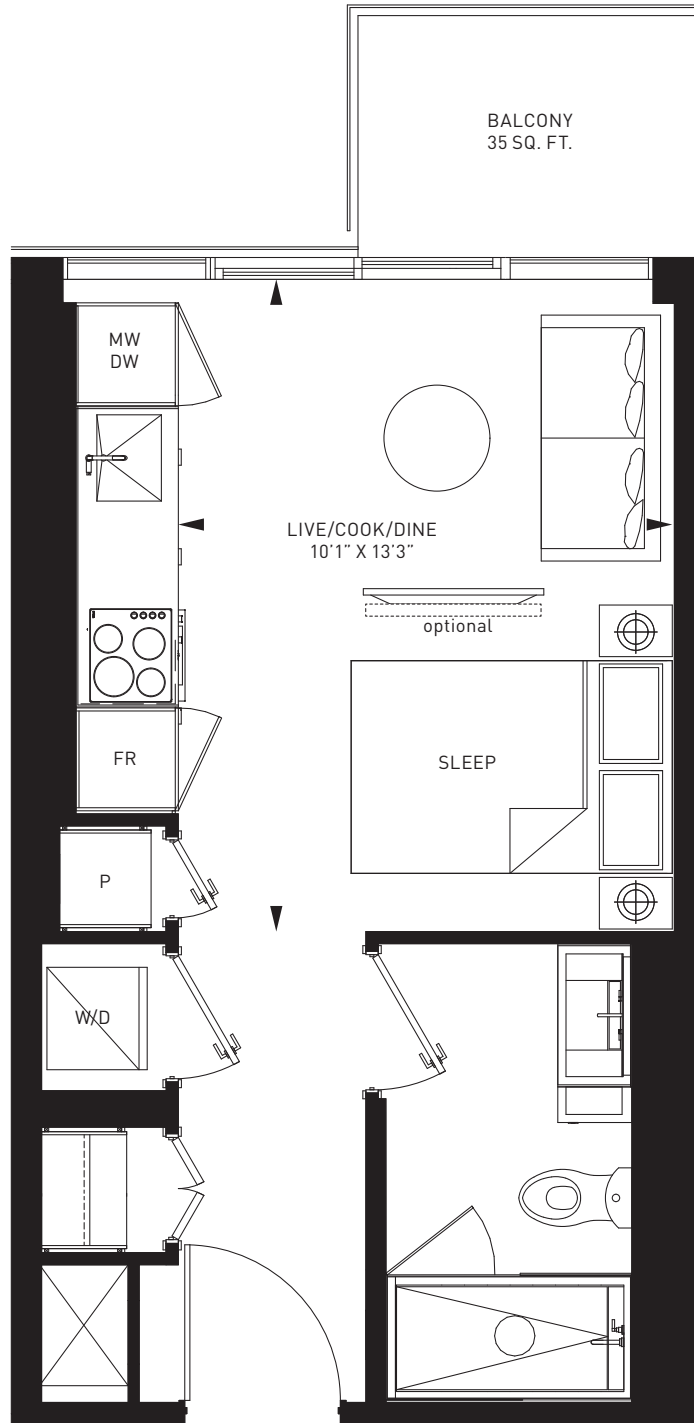 BALCONY
35 SQ. FT.
MW
DW
LIVE/COOK/DINE
10'1” X 13'3”
optional
FR
SLEEP
P
W/D